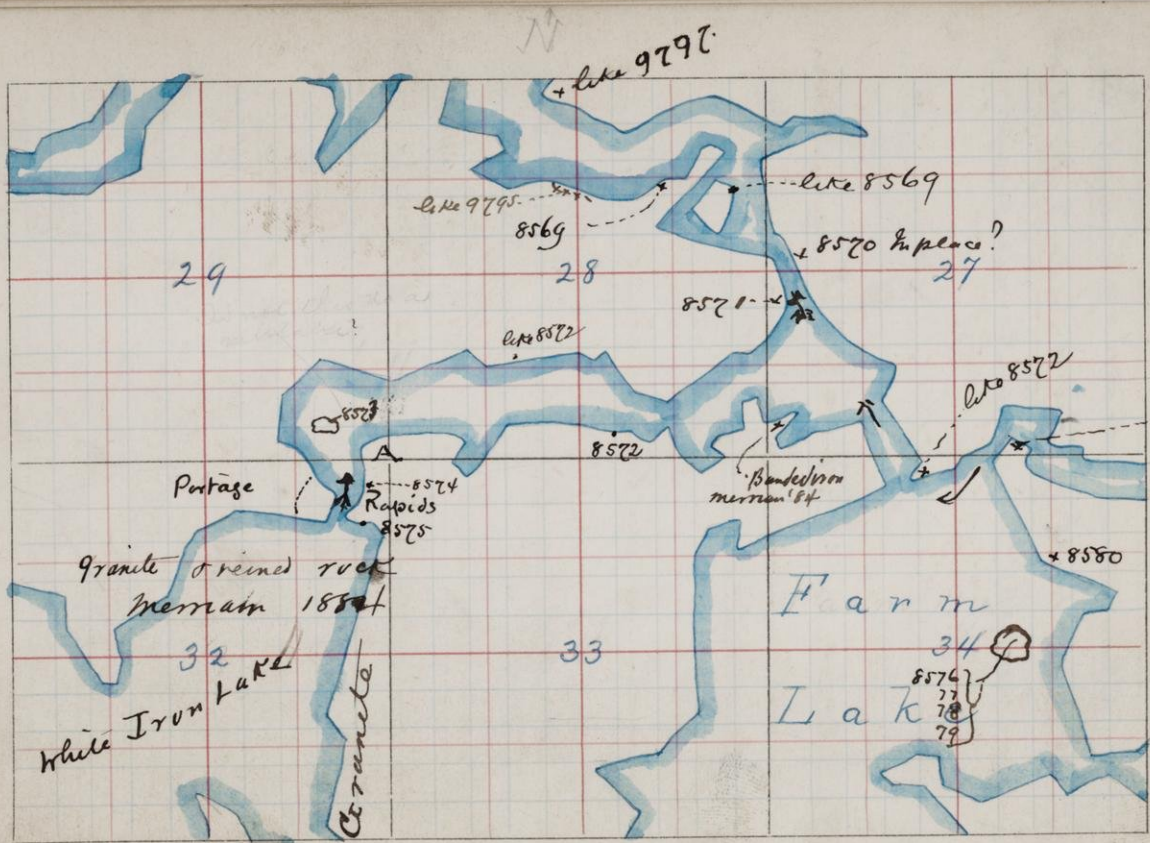 N
like 9797.
like 9795
8569
like 8569
8570 In place?
29
28
27
8571
like 8572
like 8572
8573
A
8572
Portage
8574
Rapids
8575
Banded iron
merriam '84
8580
granite & veined rock
Merriam 1884
Farm
32
33
34
8576
77
78
79
Lake
White Iron Lake
Granite